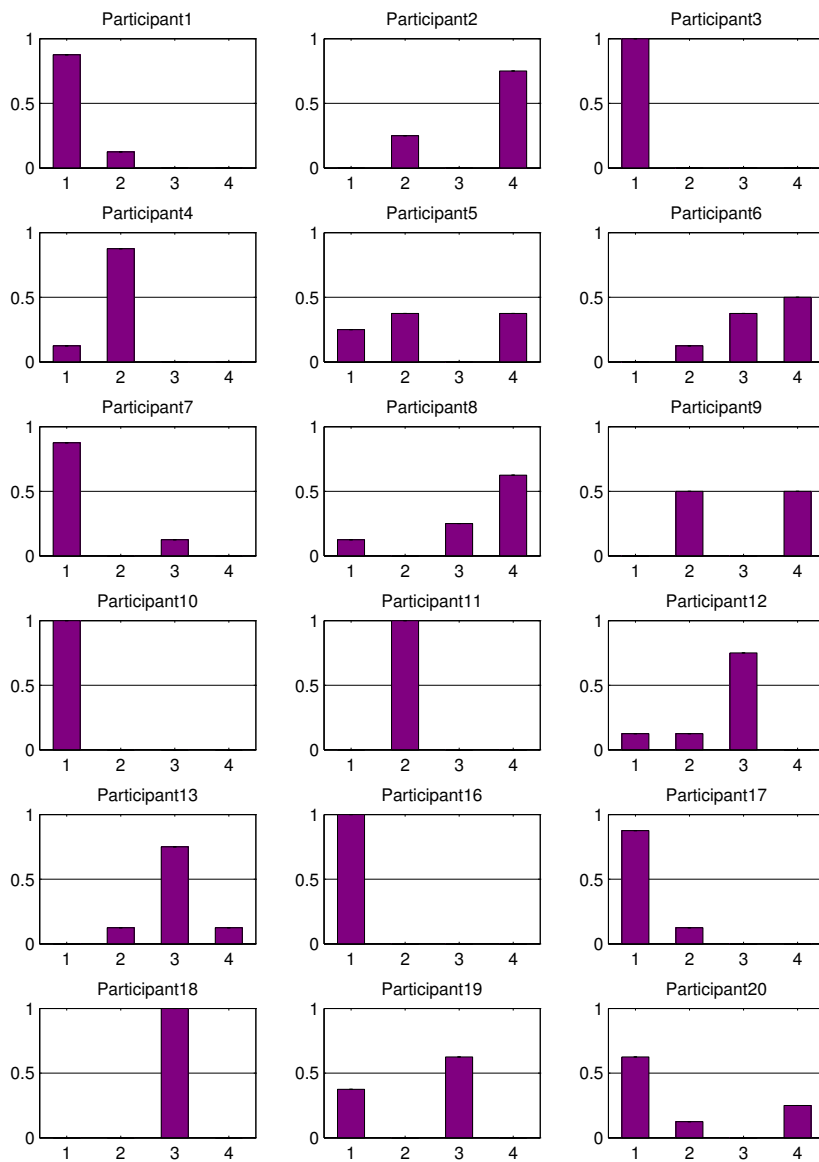 Participant1 Participant2 Participant3
1 1 1
0.5 0.5 0.5
0 0 0
1 2 3 4 1 2 3 4 1 2 3 4
Participant4 Participant5 Participant6
1 1 1
0.5 0.5 0.5
0 0 0
1 2 3 4 1 2 3 4 1 2 3 4
Participant7 Participant8 Participant9
1 1 1
0.5 0.5 0.5
0 0 0
1 2 3 4 1 2 3 4 1 2 3 4
Participant10 Participant11 Participant12
1 1 1
0.5 0.5 0.5
0 0 0
1 2 3 4 1 2 3 4 1 2 3 4
Participant13 Participant16 Participant17
1 1 1
0.5 0.5 0.5
0 0 0
1 2 3 4 1 2 3 4 1 2 3 4
Participant18 Participant19 Participant20
1 1 1
0.5 0.5 0.5
0 0 0
1 2 3 4 1 2 3 4 1 2 3 4